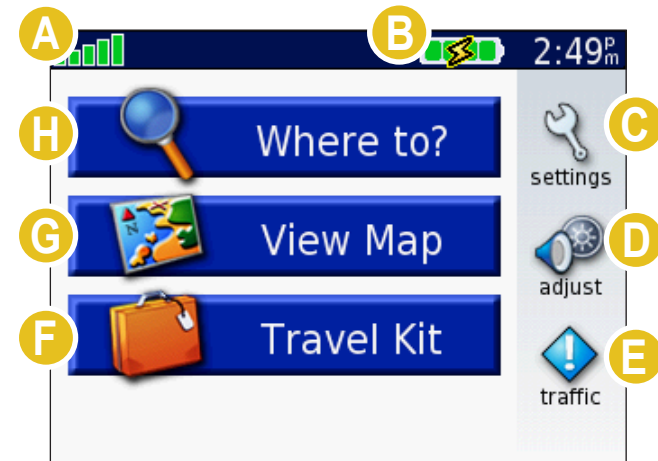 A
B
2:49 PM
H
Where to?
C
settings
G
View Map
N
D
adjust
F
Travel Kit
E
traffic